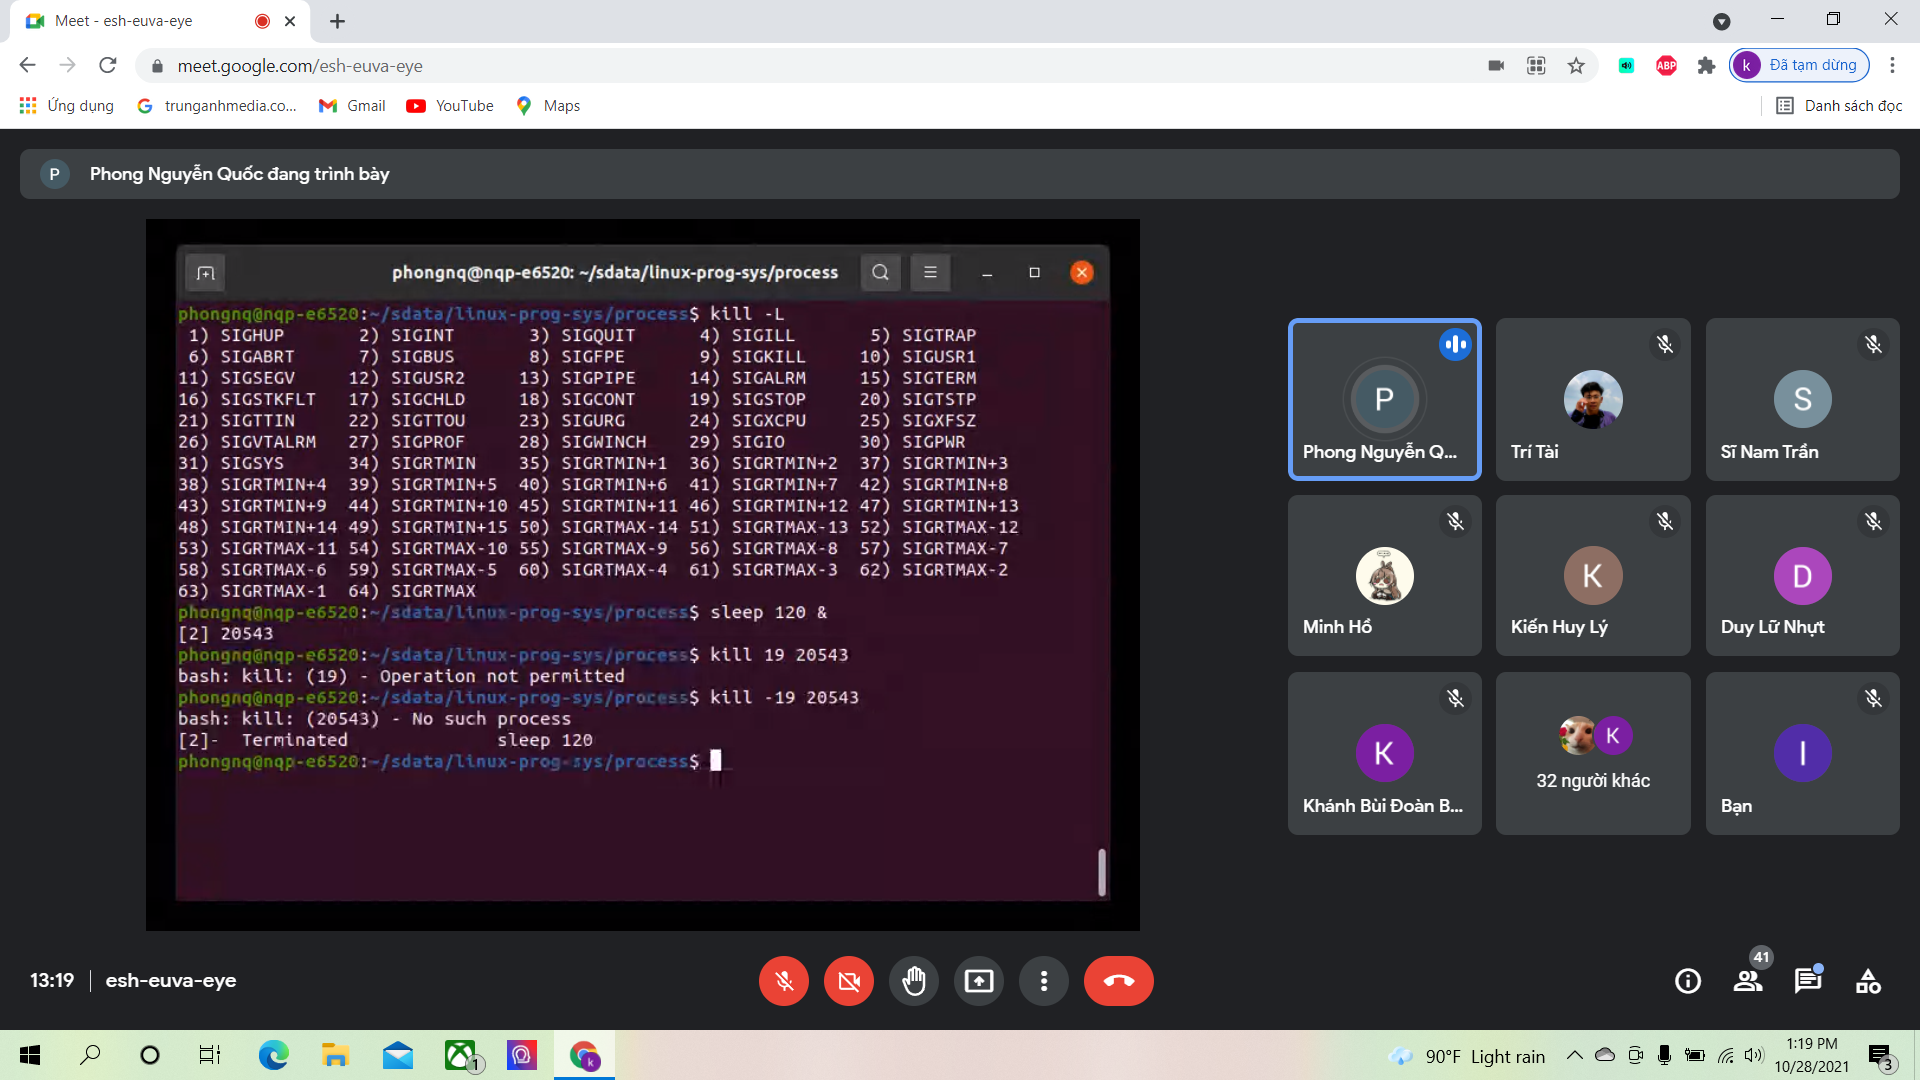 Meet - esh-euva-eye
meet.google.com/esh-euva-eye
ABP
k
Đã tạm dừng
Ứng dụng
trunganhmedia.co...
Gmail
YouTube
Maps
Danh sách đọc
P
Phong Nguyễn Quốc đang trình bày
phongnq@nqp-e6520: ~/sdata/linux-prog-sys/process
phongnq@nqp-e6520:~/sdata/linux-prog-sys/process$ kill -L
1) SIGHUP 2) SIGINT 3) SIGQUIT 4) SIGILL 5) SIGTRAP
6) SIGABRT 7) SIGBUS 8) SIGFPE 9) SIGKILL 10) SIGUSR1
11) SIGSEGV 12) SIGUSR2 13) SIGPIPE 14) SIGALRM 15) SIGTERM
16) SIGSTKFLT 17) SIGCHLD 18) SIGCONT 19) SIGSTOP 20) SIGTSTP
21) SIGTTIN 22) SIGTTOU 23) SIGURG 24) SIGXCPU 25) SIGXFSZ
26) SIGVTALRM 27) SIGPROF 28) SIGWINCH 29) SIGIO 30) SIGPWR
31) SIGSYS 34) SIGRTMIN 35) SIGRTMIN+1 36) SIGRTMIN+2 37) SIGRTMIN+3
38) SIGRTMIN+4 39) SIGRTMIN+5 40) SIGRTMIN+6 41) SIGRTMIN+7 42) SIGRTMIN+8
43) SIGRTMIN+9 44) SIGRTMIN+10 45) SIGRTMIN+11 46) SIGRTMIN+12 47) SIGRTMIN+13
48) SIGRTMIN+14 49) SIGRTMIN+15 50) SIGRTMAX-14 51) SIGRTMAX-13 52) SIGRTMAX-12
53) SIGRTMAX-11 54) SIGRTMAX-10 55) SIGRTMAX-9 56) SIGRTMAX-8 57) SIGRTMAX-7
58) SIGRTMAX-6 59) SIGRTMAX-5 60) SIGRTMAX-4 61) SIGRTMAX-3 62) SIGRTMAX-2
63) SIGRTMAX-1 64) SIGRTMAX
phongnq@nqp-e6520:~/sdata/linux-prog-sys/process$ sleep 120 &
[2] 20543
phongnq@nqp-e6520:~/sdata/linux-prog-sys/process$ kill 19 20543
bash: kill: (19) - Operation not permitted
phongnq@nqp-e6520:~/sdata/linux-prog-sys/process$ kill -19 20543
bash: kill: (20543) - No such process
[2]- Terminated sleep 120
phongnq@nqp-e6520:~/sdata/linux-prog-sys/process$
P
Phong Nguyễn Q...
Trí Tài
S
Sĩ Nam Trần
Minh Hồ
K
Kiến Huy Lý
D
Duy Lữ Nhựt
K
Khánh Bùi Đoàn B...
K
32 người khác
I
Bạn
13:19
esh-euva-eye
41
1
k
90°F Light rain
1:19 PM
10/28/2021
3